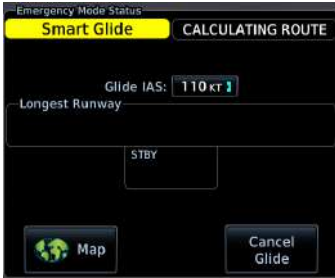 Emergency Mode Status
Smart Glide
CALCULATING ROUTE
Glide IAS: 110 KT
Longest Runway
STBY
Map
Cancel
Glide